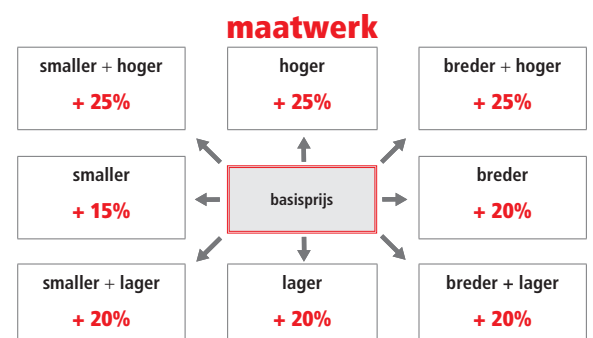 maatwerk
smaller + hoger
+ 25%
hoger
+ 25%
breder + hoger
+ 25%
smaller
+ 15%
basisprijs
breder
+ 20%
smaller + lager
+ 20%
lager
+ 20%
breder + lager
+ 20%